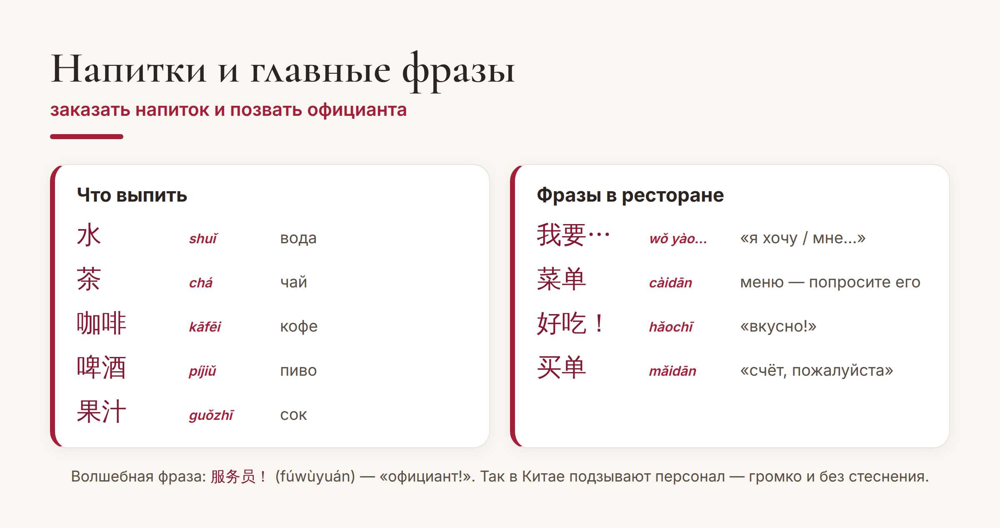 Напитки и главные фразы
заказать напиток и позвать официанта
Что выпить
水 shuǐ вода
茶 chá чай
咖啡 kāfēi кофе
啤酒 píjiǔ пиво
果汁 guǒzhī сок
Фразы в ресторане
我要… wǒ yào… «я хочу / мне…»
菜单 càidān меню — попросите его
好吃！ hǎochī «вкусно!»
买单 mǎidān «счёт, пожалуйста»
Волшебная фраза: 服务员！ (fúwùyuán) — «официант!». Так в Китае подзывают персонал — громко и без стеснения.